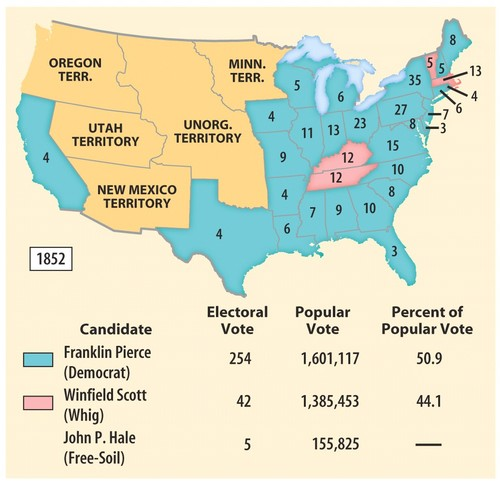 OREGON
TERR.
MINN.
TERR.
UTAH
TERRITORY
UNORG.
TERRITORY
NEW MEXICO
TERRITORY
8
5
5
13
35
4
6
5
6
27
7
8
3
4
11
13
23
15
4
9
12
12
10
4
8
4
7
9
10
6
3
1852
Candidate
Electoral
Vote
Popular
Vote
Percent of
Popular Vote
Franklin Pierce
(Democrat)
254
1,601,117
50.9
Winfield Scott
(Whig)
42
1,385,453
44.1
John P. Hale
(Free-Soil)
5
155,825
—